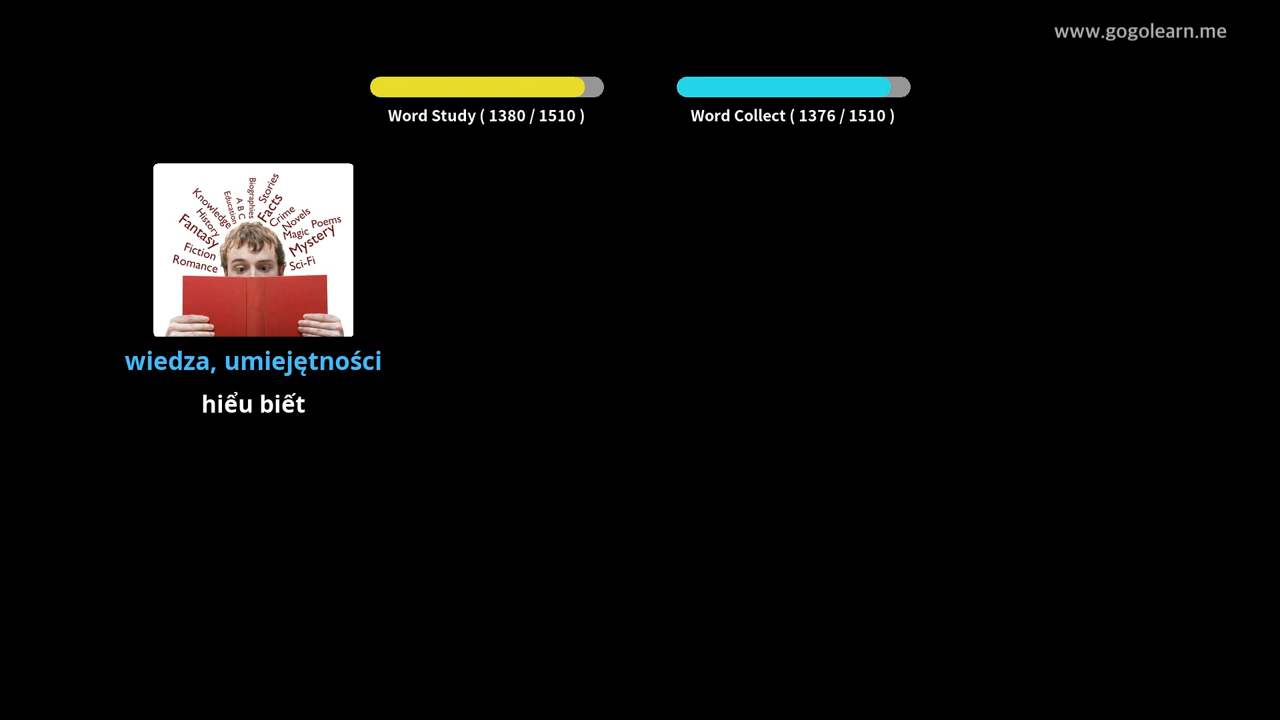 www.gogolearn.me
Word Study ( 1380 / 1510 )
Word Collect ( 1376 / 1510 )
Knowledge
History
Fantasy
Fiction
Romance
Education
A B C
Biographies
Stories
Facts
Crime
Novels
Magic
Poems
Mystery
Sci-Fi
wiedza, umiejętności
hiểu biết